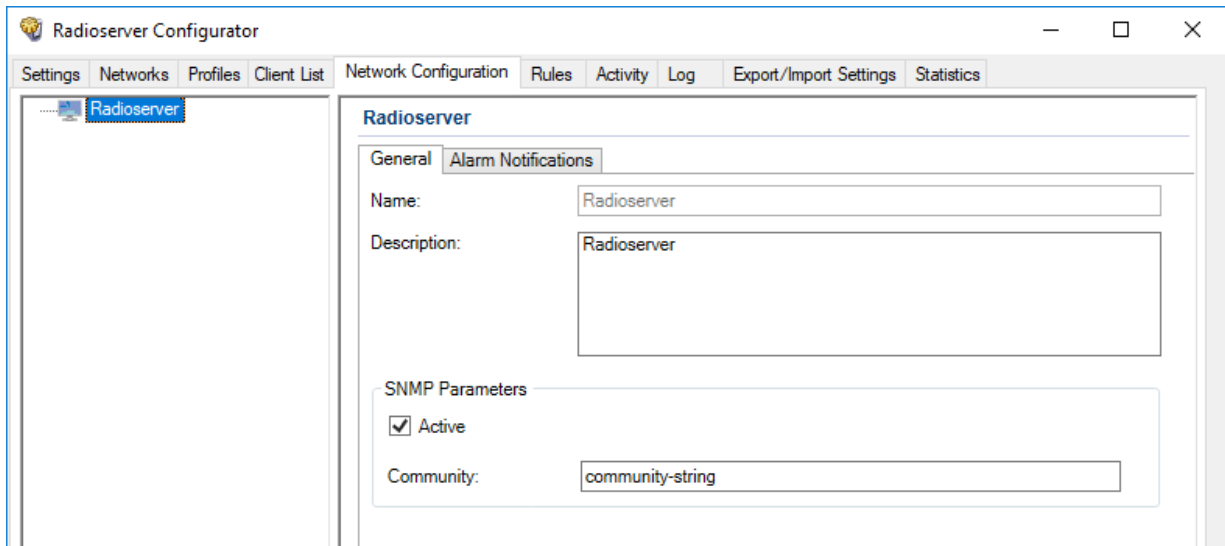 Radioserver Configurator
Settings Networks Profiles Client List Network Configuration Rules Activity Log Export/Import Settings Statistics
Radioserver
Radioserver
General Alarm Notifications
Name: Radioserver
Description: Radioserver
SNMP Parameters
Active
Community: community-string